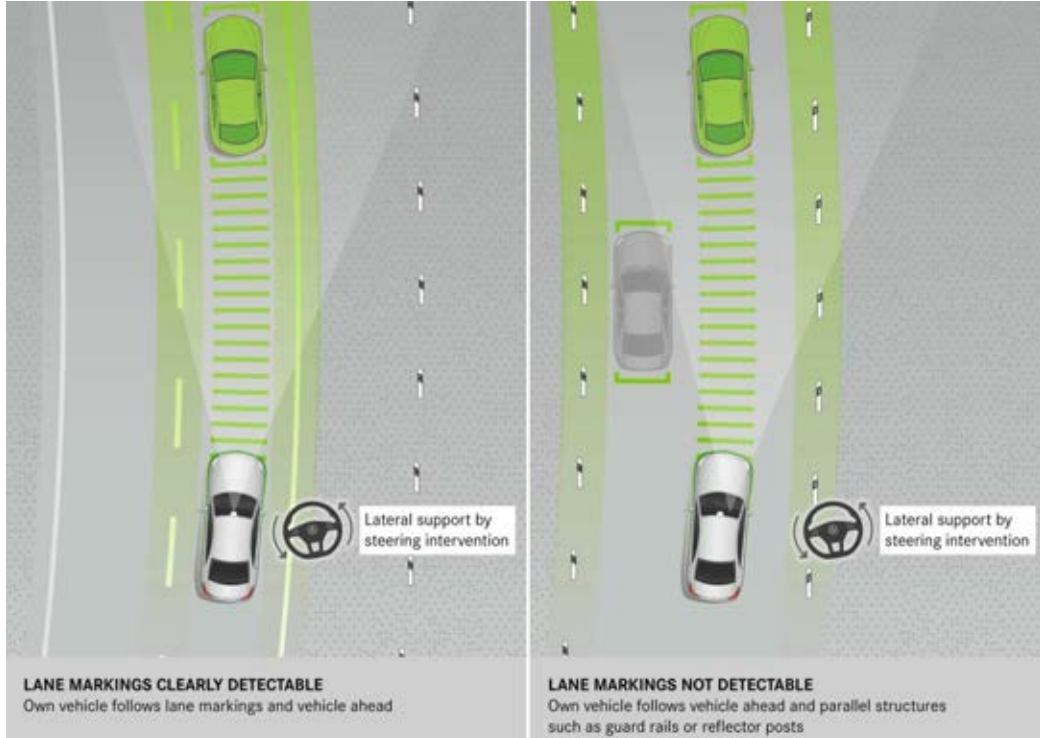 Lateral support by
steering intervention
Lateral support by
steering intervention
LANE MARKINGS CLEARLY DETECTABLE
Own vehicle follows lane markings and vehicle ahead
LANE MARKINGS NOT DETECTABLE
Own vehicle follows vehicle ahead and parallel structures
such as guard rails or reflector posts